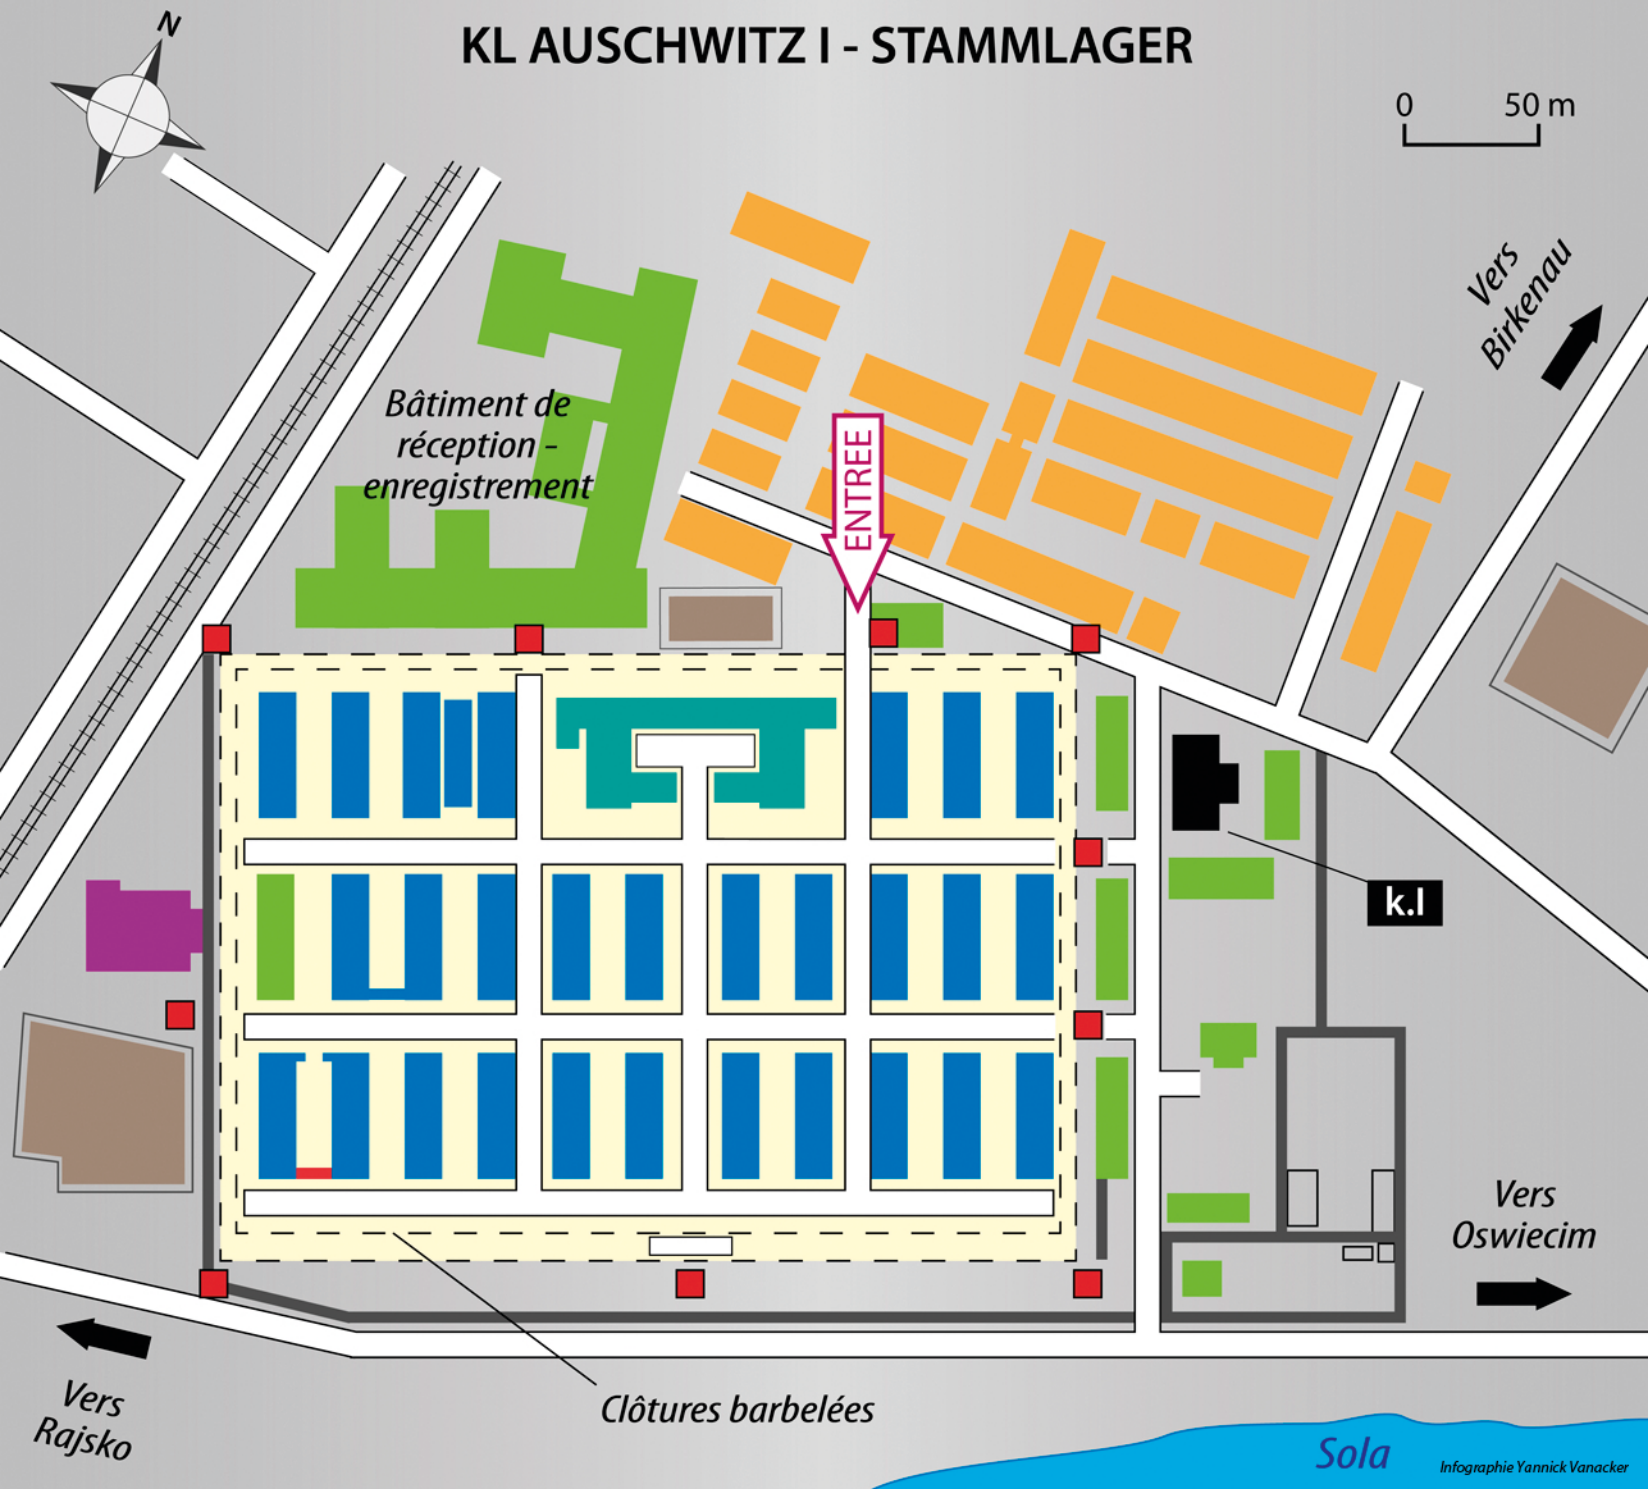 KL AUSCHWITZ I - STAMMLAGER
N
0 50 m
Vers
Birkenau
Bâtiment de
réception -
enregistrement
ENTREE
k.l
Vers
Oswiecim
Clôtures barbelées
Vers
Rajsko
Sola
Infographie Yannick Vanacker